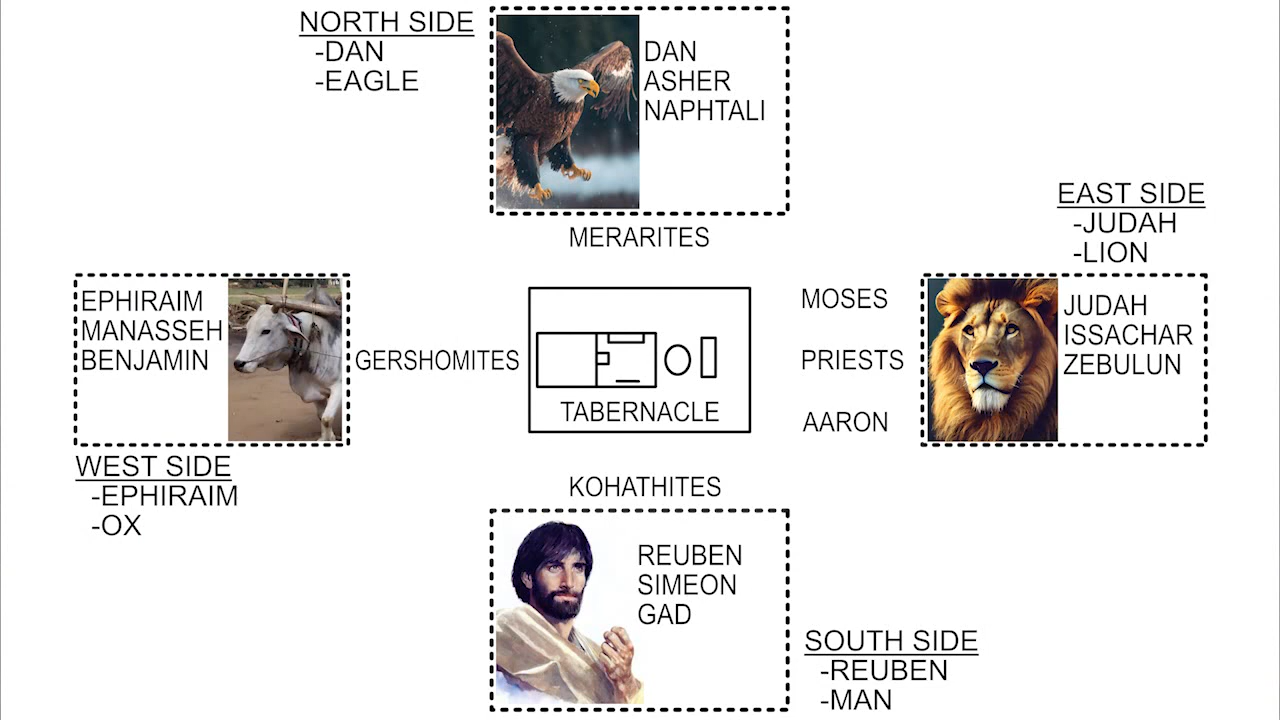 NORTH SIDE
-DAN
-EAGLE
DAN
ASHER
NAPHTALI
MERARITES
EAST SIDE
-JUDAH
-LION
EPHIRAIM
MANASSEH
BENJAMIN
GERSHOMITES
TABERNACLE
MOSES
PRIESTS
AARON
JUDAH
ISSACHAR
ZEBULUN
WEST SIDE
-EPHIRAIM
-OX
KOHATHITES
REUBEN
SIMEON
GAD
SOUTH SIDE
-REUBEN
-MAN